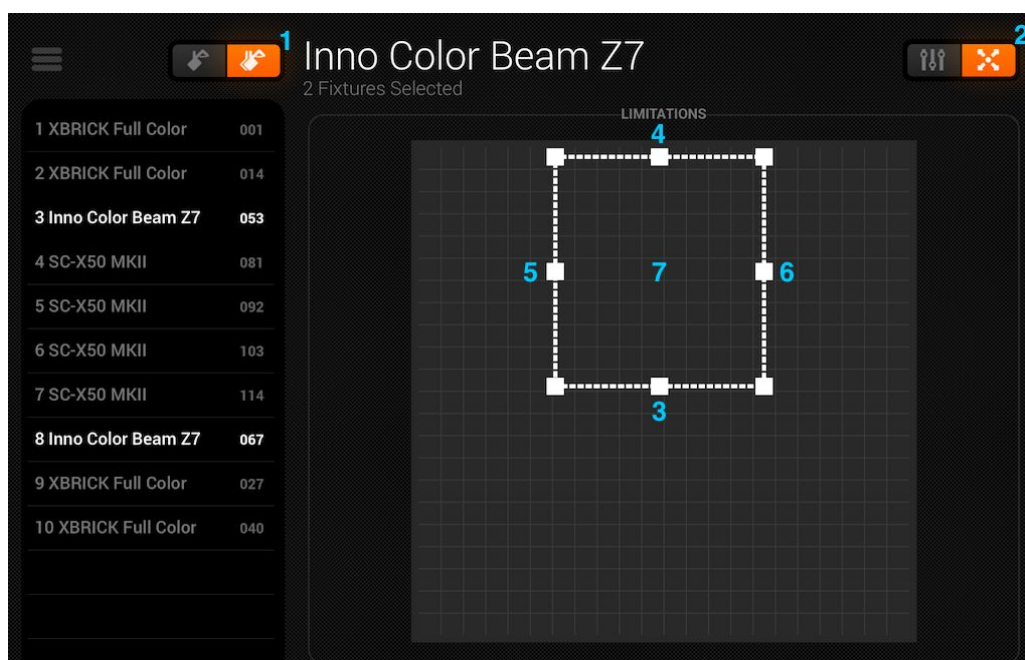 1
Inno Color Beam Z7
2
2 Fixtures Selected
LIMITATIONS
1 XBRICK Full Color 001
2 XBRICK Full Color 014
3 Inno Color Beam Z7 053
4 SC-X50 MKII 081
5 SC-X50 MKII 092
6 SC-X50 MKII 103
7 SC-X50 MKII 114
8 Inno Color Beam Z7 067
9 XBRICK Full Color 027
10 XBRICK Full Color 040
4
5 7 6
3